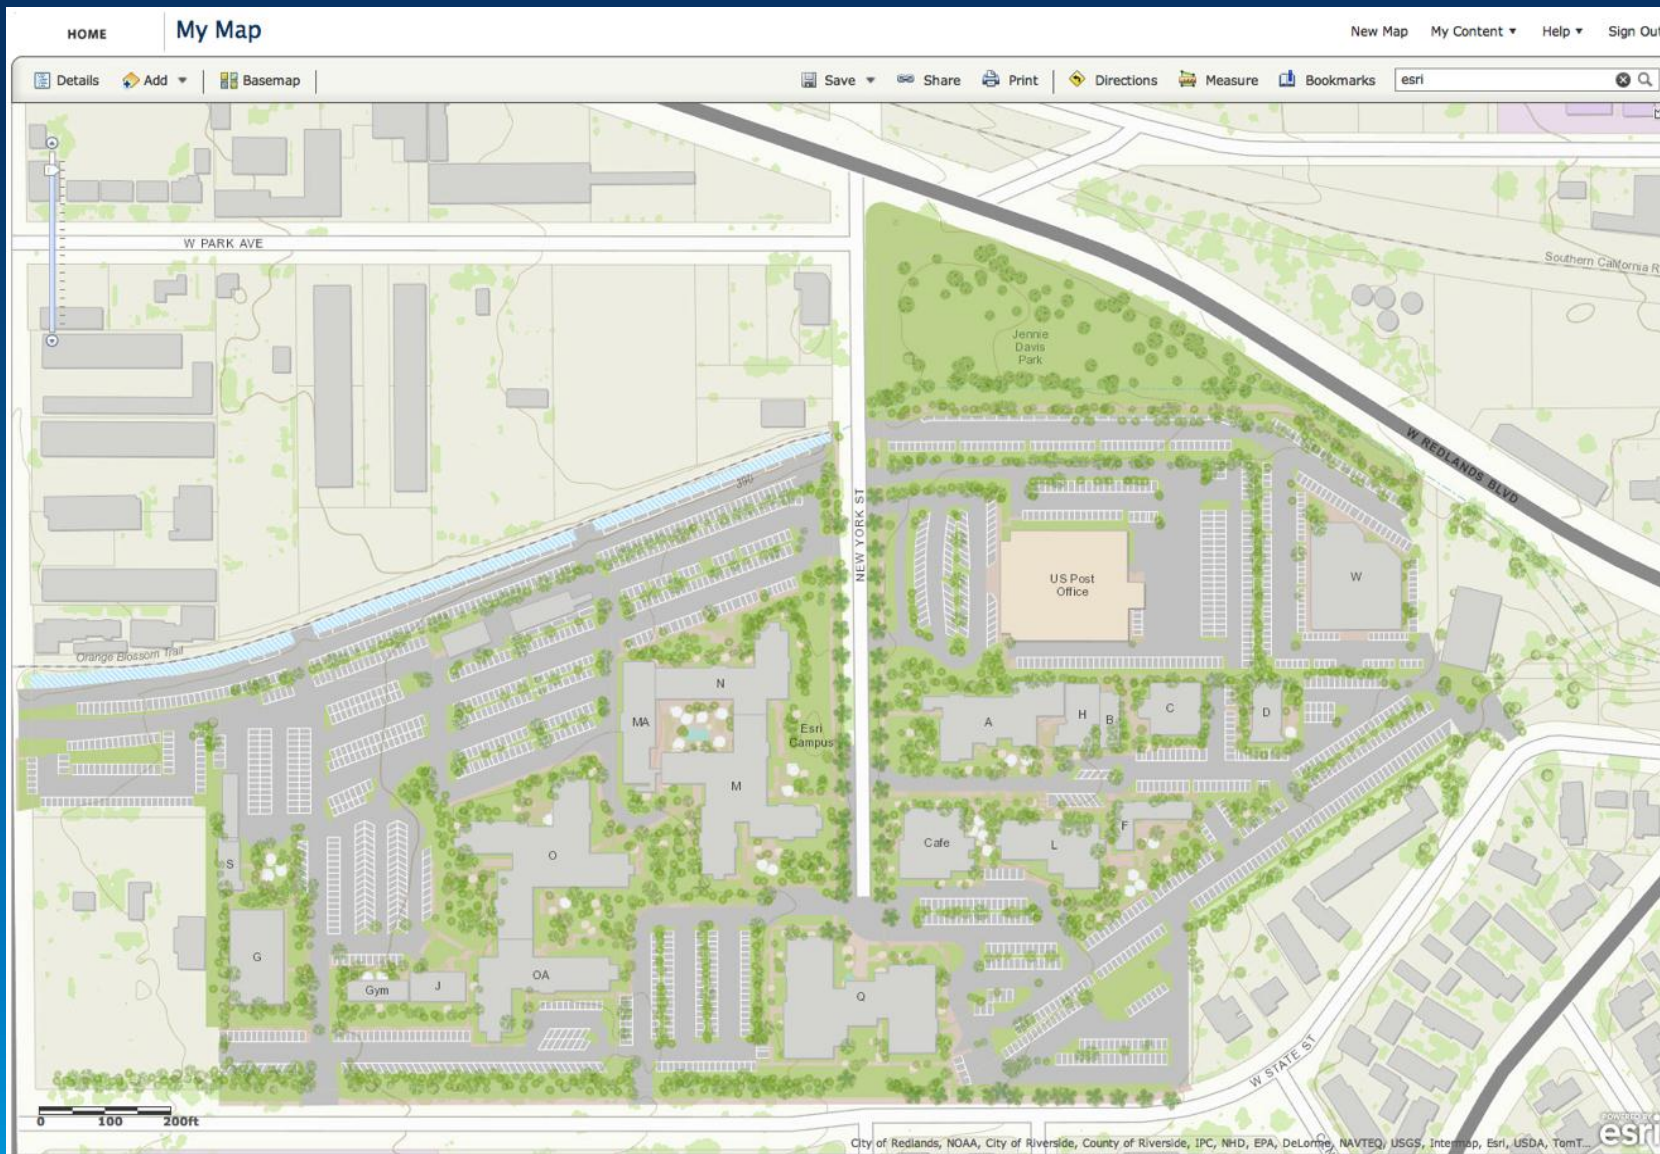 HOME
My Map
New Map My Content Help Sign Out
Details Add Basemap Save Share Print Directions Measure Bookmarks esri
W PARK AVE
Southern California R
Jennie
Davis
Park
W REDLANDS BLVD
390
NEW YORK ST
US Post
Office
W
Orange Blossom Trail
N
MA
Esri
Campus
A
H
B
C
D
M
F
Cafe
L
O
S
G
OA
Gym
J
Q
W STATE ST
0 100 200ft
POWERED BY
esri
City of Redlands, NOAA, City of Riverside, County of Riverside, IPC, NHD, EPA, DeLorme, NAVTEQ, USGS, Intermap, Esri, USDA, TomT...